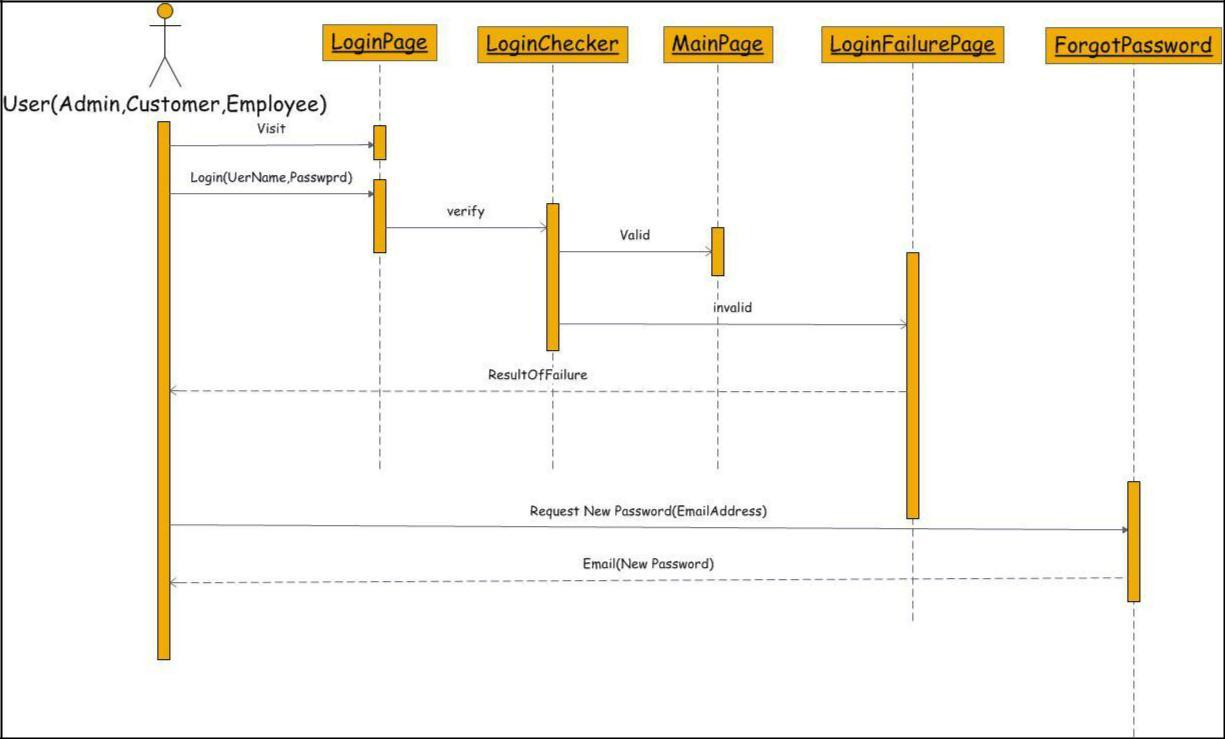 LoginPage
LoginChecker
MainPage
LoginFailurePage
ForgotPassword
User(Admin,Customer,Employee)
Visit
Login(UerName,Passwprd)
verify
Valid
invalid
ResultOfFailure
Request New Password(EmailAddress)
Email(New Password)